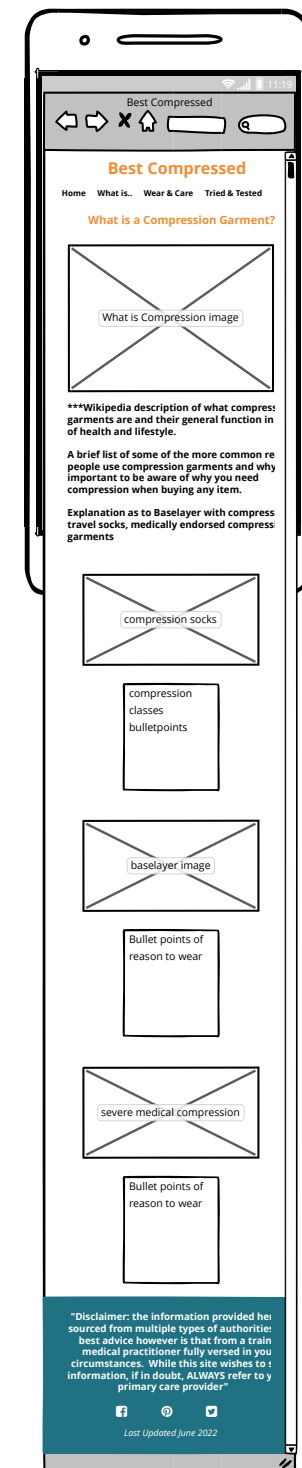 11:19
Best Compressed
Best Compressed
Home What is.. Wear & Care Tried & Tested
What is a Compression Garment?
What is Compression image
***Wikipedia description of what compress
garments are and their general function in
of health and lifestyle.
A brief list of some of the more common re
people use compression garments and why
important to be aware of why you need
compression when buying any item.
Explanation as to Baselayer with compress
travel socks, medically endorsed compressi
garments
compression socks
compression
classes
bulletpoints
baselayer image
Bullet points of
reason to wear
severe medical compression
Bullet points of
reason to wear
"Disclaimer: the information provided her
sourced from multiple types of authorities
best advice however is that from a train
medical practitioner fully versed in you
circumstances. While this site wishes to s
information, if in doubt, ALWAYS refer to y
primary care provider"
Last Updated June 2022